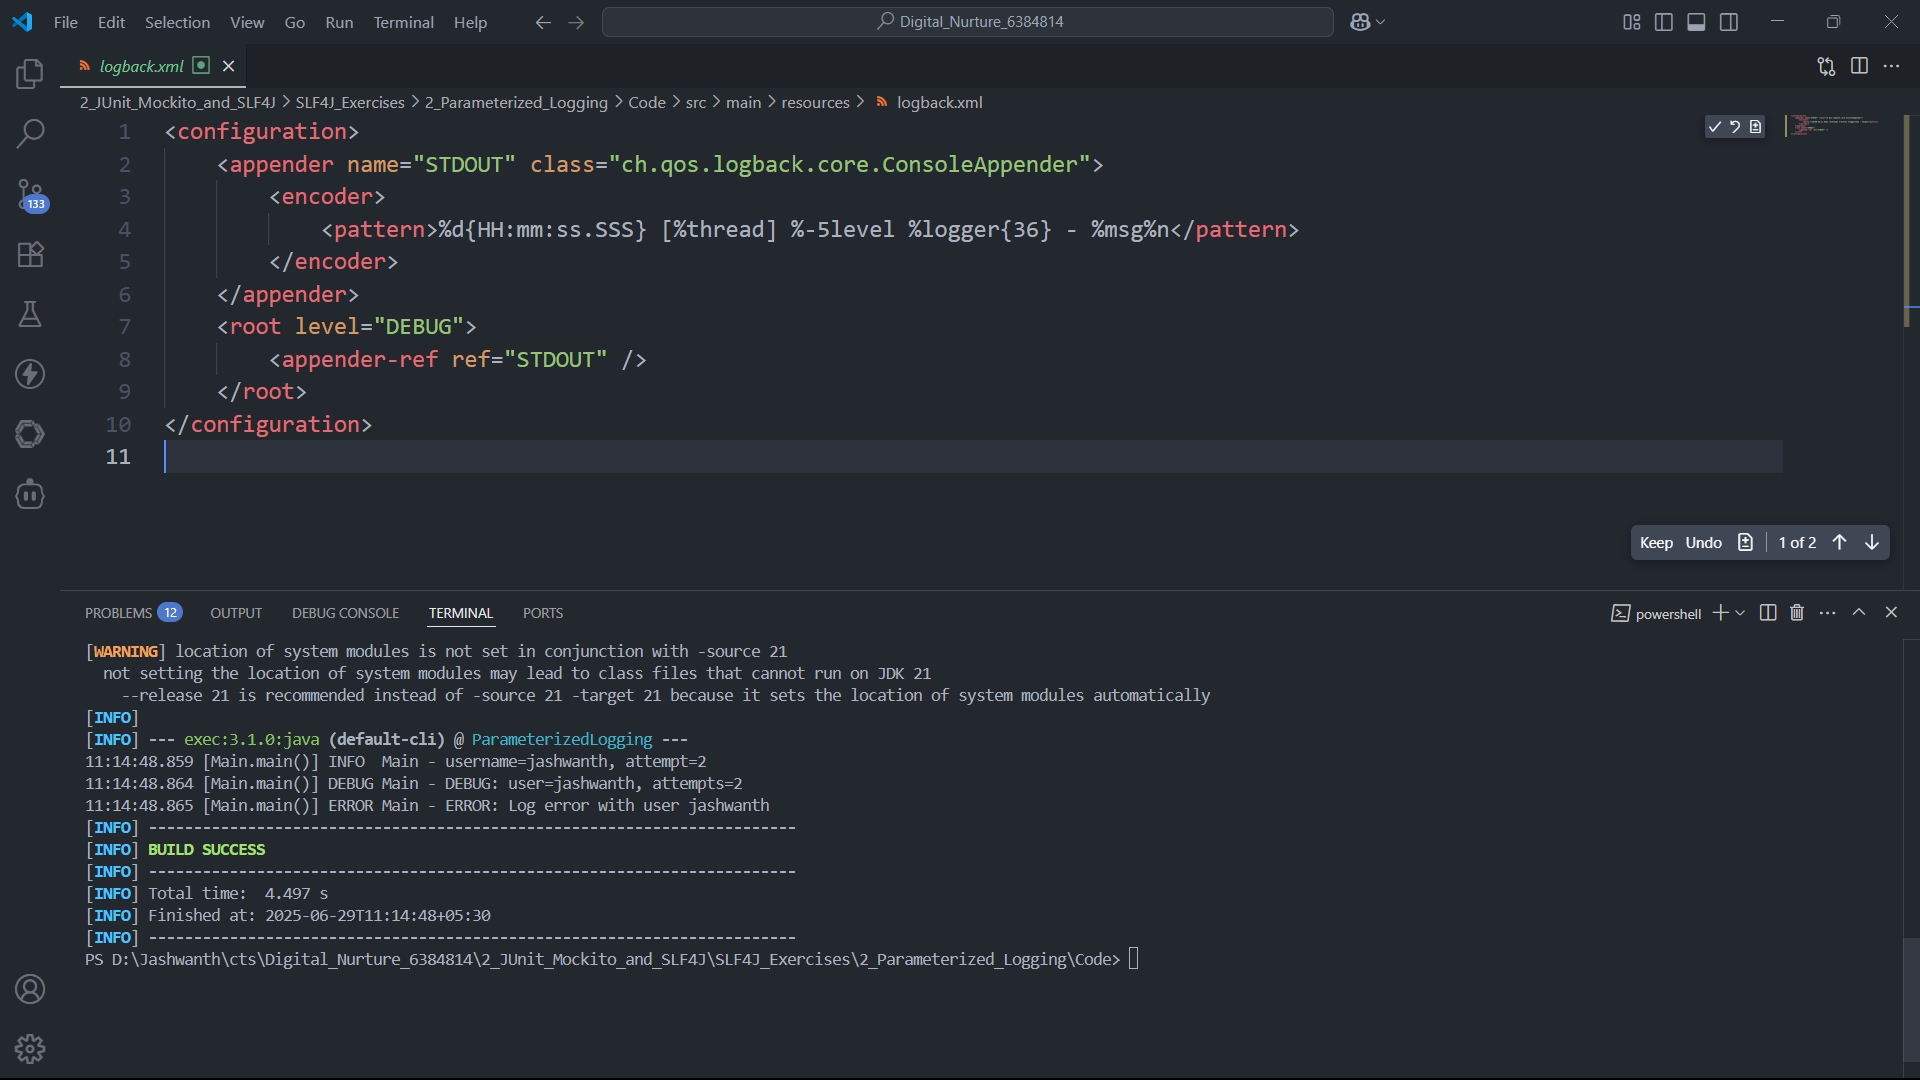 File Edit Selection View Go Run Terminal Help Digital_Nurture_6384814
logback.xml
2_JUnit_Mockito_and_SLF4J > SLF4J_Exercises > 2_Parameterized_Logging > Code > src > main > resources > logback.xml
1 <configuration>
2 <appender name="STDOUT" class="ch.qos.logback.core.ConsoleAppender">
3 <encoder>
4 <pattern>%d{HH:mm:ss.SSS} [%thread] %-5level %logger{36} - %msg%n</pattern>
5 </encoder>
6 </appender>
7 <root level="DEBUG">
8 <appender-ref ref="STDOUT" />
9 </root>
10 </configuration>
11
133
Keep Undo 1 of 2
PROBLEMS 12 OUTPUT DEBUG CONSOLE TERMINAL PORTS powershell
[WARNING] location of system modules is not set in conjunction with -source 21
not setting the location of system modules may lead to class files that cannot run on JDK 21
--release 21 is recommended instead of -source 21 -target 21 because it sets the location of system modules automatically
[INFO]
[INFO] --- exec:3.1.0:java (default-cli) @ ParameterizedLogging ---
11:14:48.859 [Main.main()] INFO  Main - username=jashwanth, attempt=2
11:14:48.864 [Main.main()] DEBUG Main - DEBUG: user=jashwanth, attempts=2
11:14:48.865 [Main.main()] ERROR Main - ERROR: Log error with user jashwanth
[INFO] ------------------------------------------------------------------------
[INFO] BUILD SUCCESS
[INFO] ------------------------------------------------------------------------
[INFO] Total time:  4.497 s
[INFO] Finished at: 2025-06-29T11:14:48+05:30
[INFO] ------------------------------------------------------------------------
PS D:\Jashwanth\cts\Digital_Nurture_6384814\2_JUnit_Mockito_and_SLF4J\SLF4J_Exercises\2_Parameterized_Logging\Code>